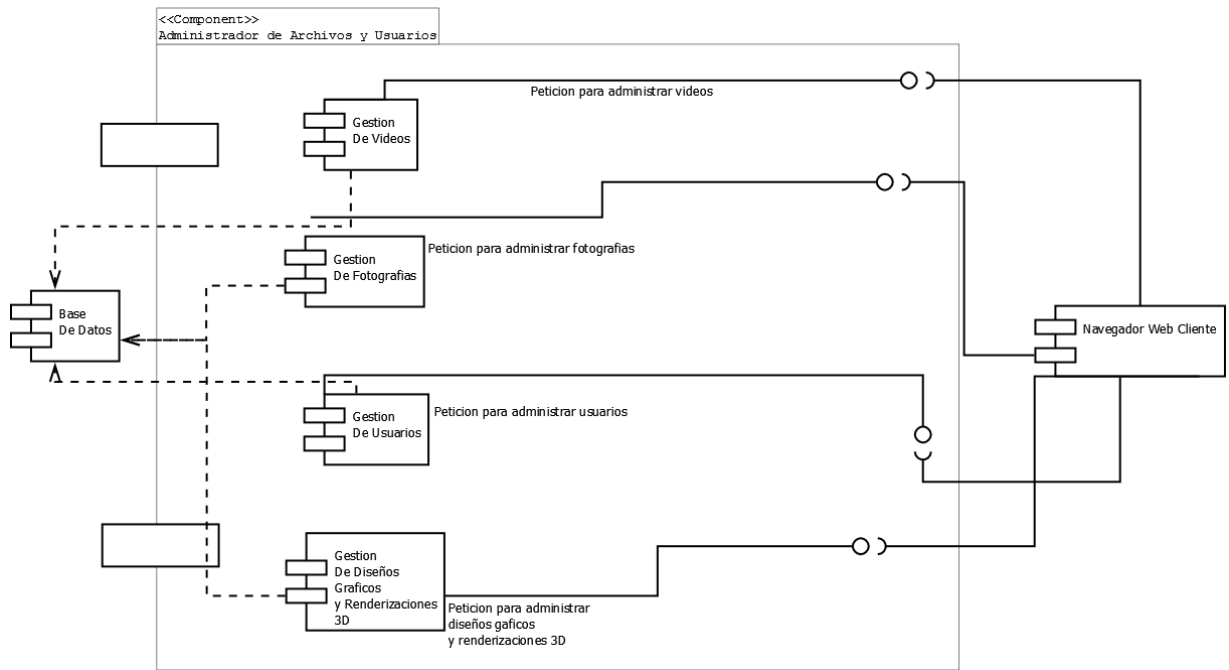 <<Component>>
Administrador de Archivos y Usuarios
Peticion para administrar videos
Gestion
De Videos
Peticion para administrar fotografias
Gestion
De Fotografias
Base
De Datos
Navegador Web Cliente
Peticion para administrar usuarios
Gestion
De Usuarios
Gestion
De Diseños
Graficos
y Renderizaciones
3D
Peticion para administrar
diseños gaficos
y renderizaciones 3D